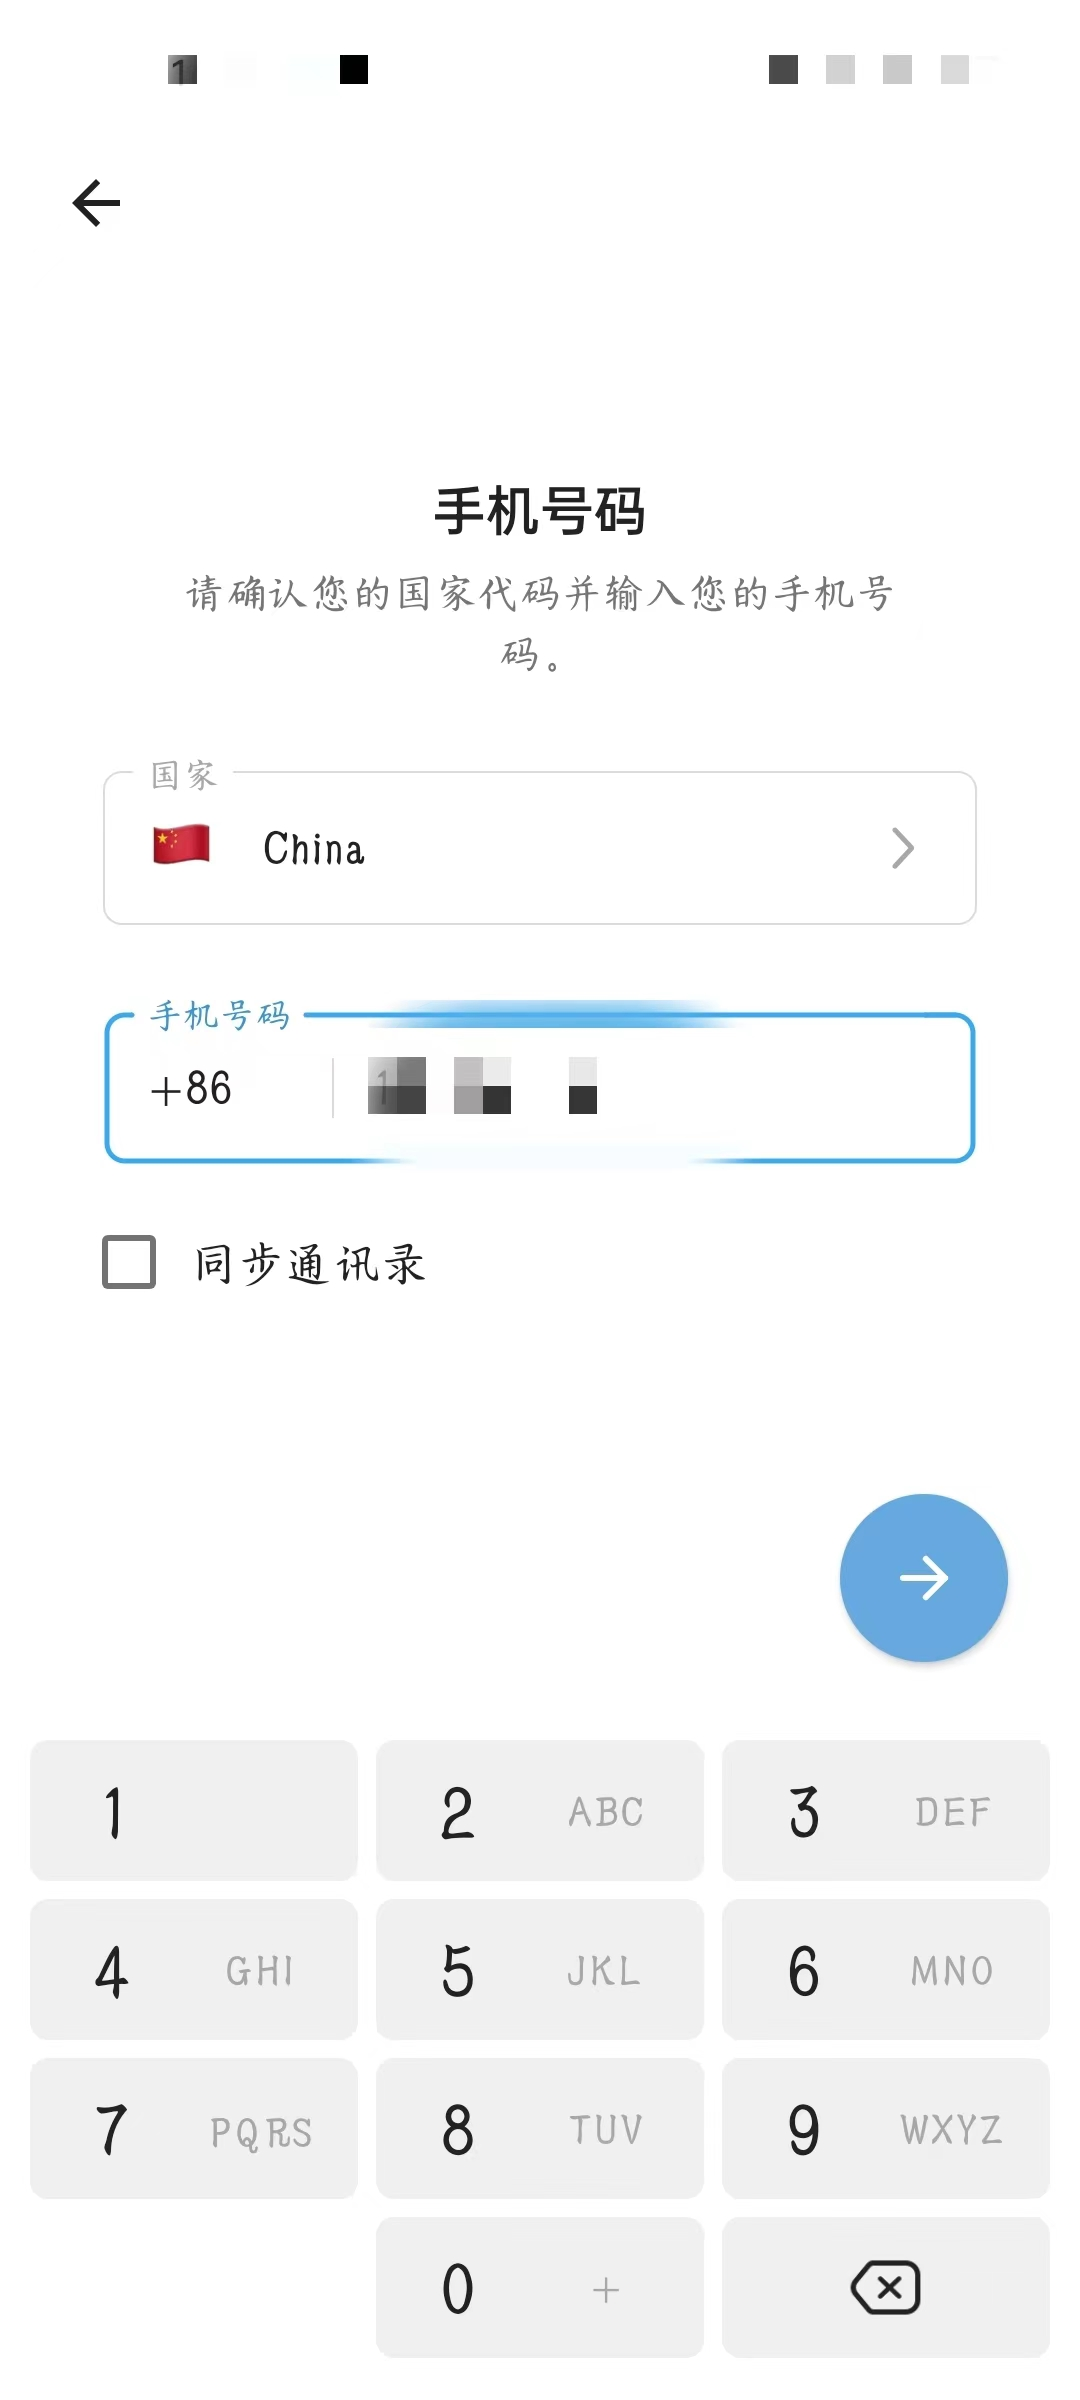 手机号码
请确认您的国家代码并输入您的手机号
码。
国家
China
手机号码
+86
同步通讯录
1
2 ABC
3 DEF
4 GHI
5 JKL
6 MNO
7 PQRS
8 TUV
9 WXYZ
0 +